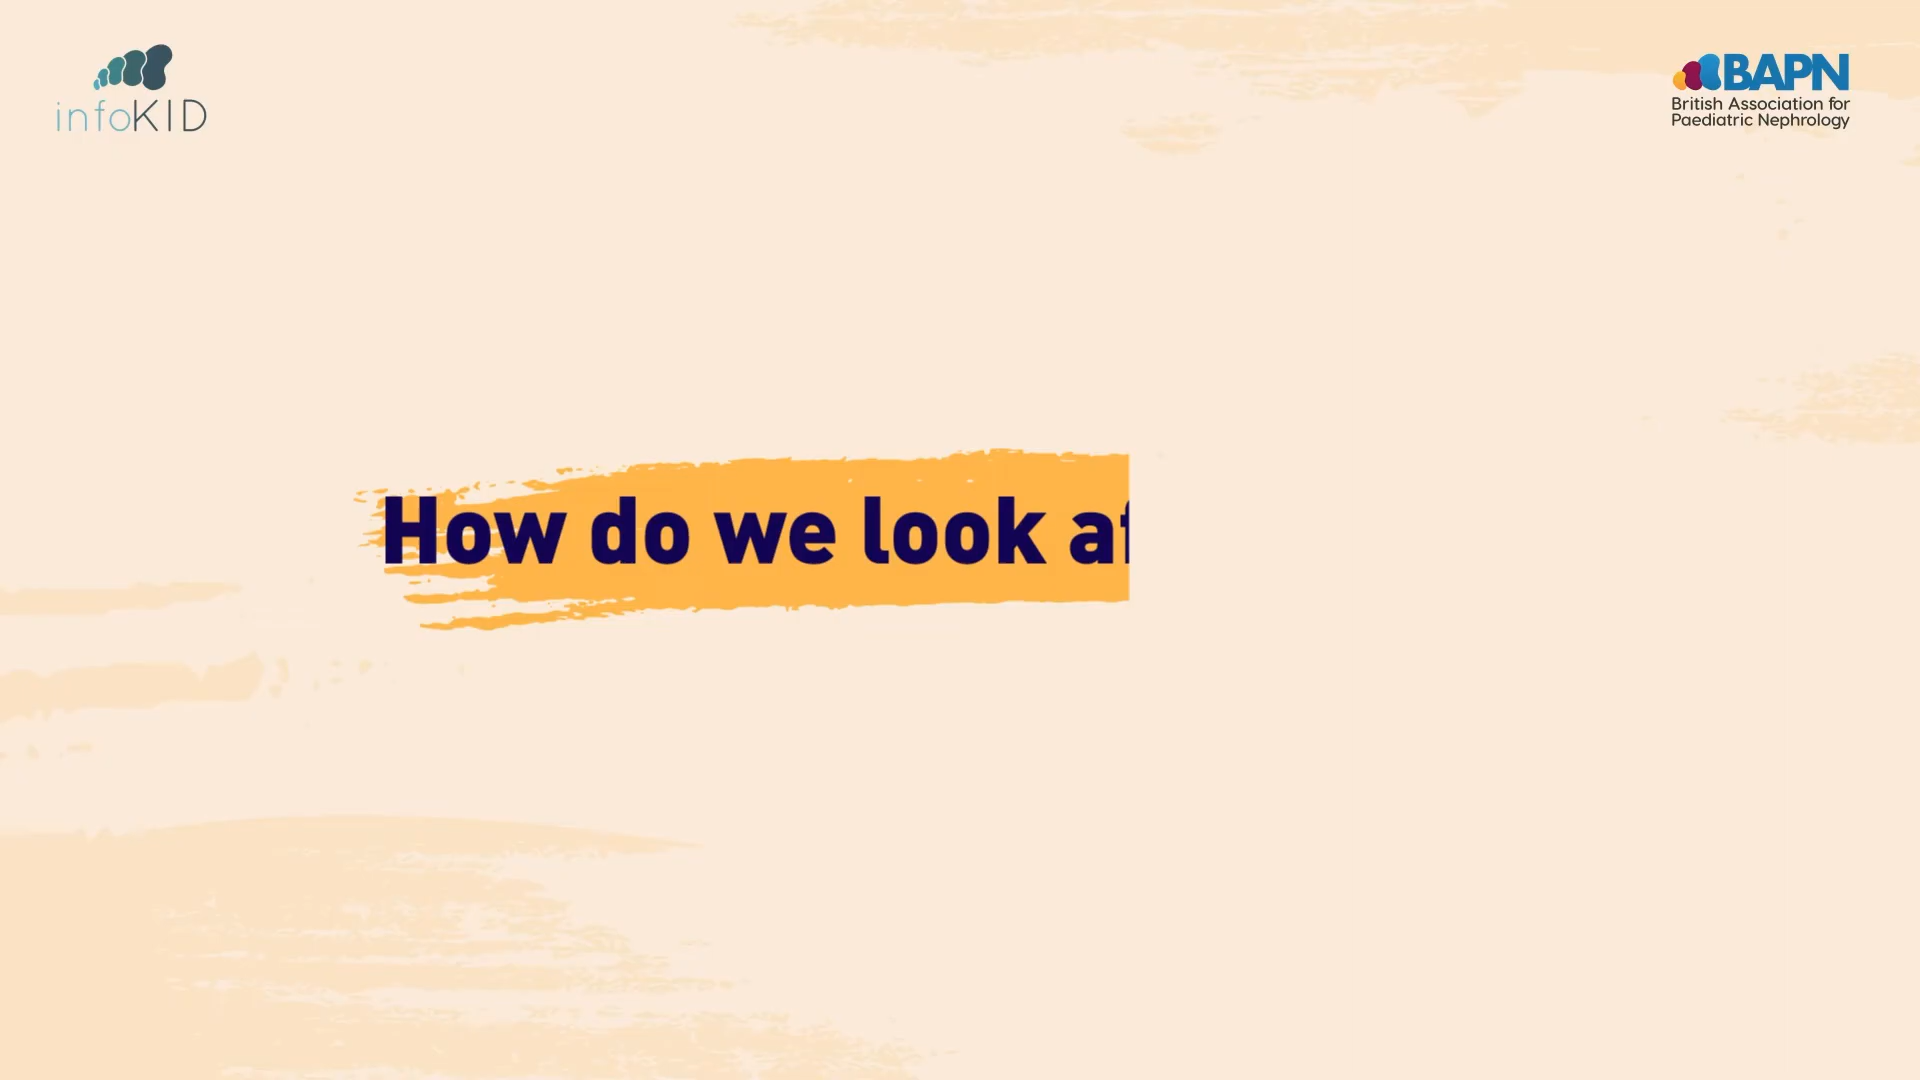 infoKID
BAPN
British Association for
Paediatric Nephrology
How do we look